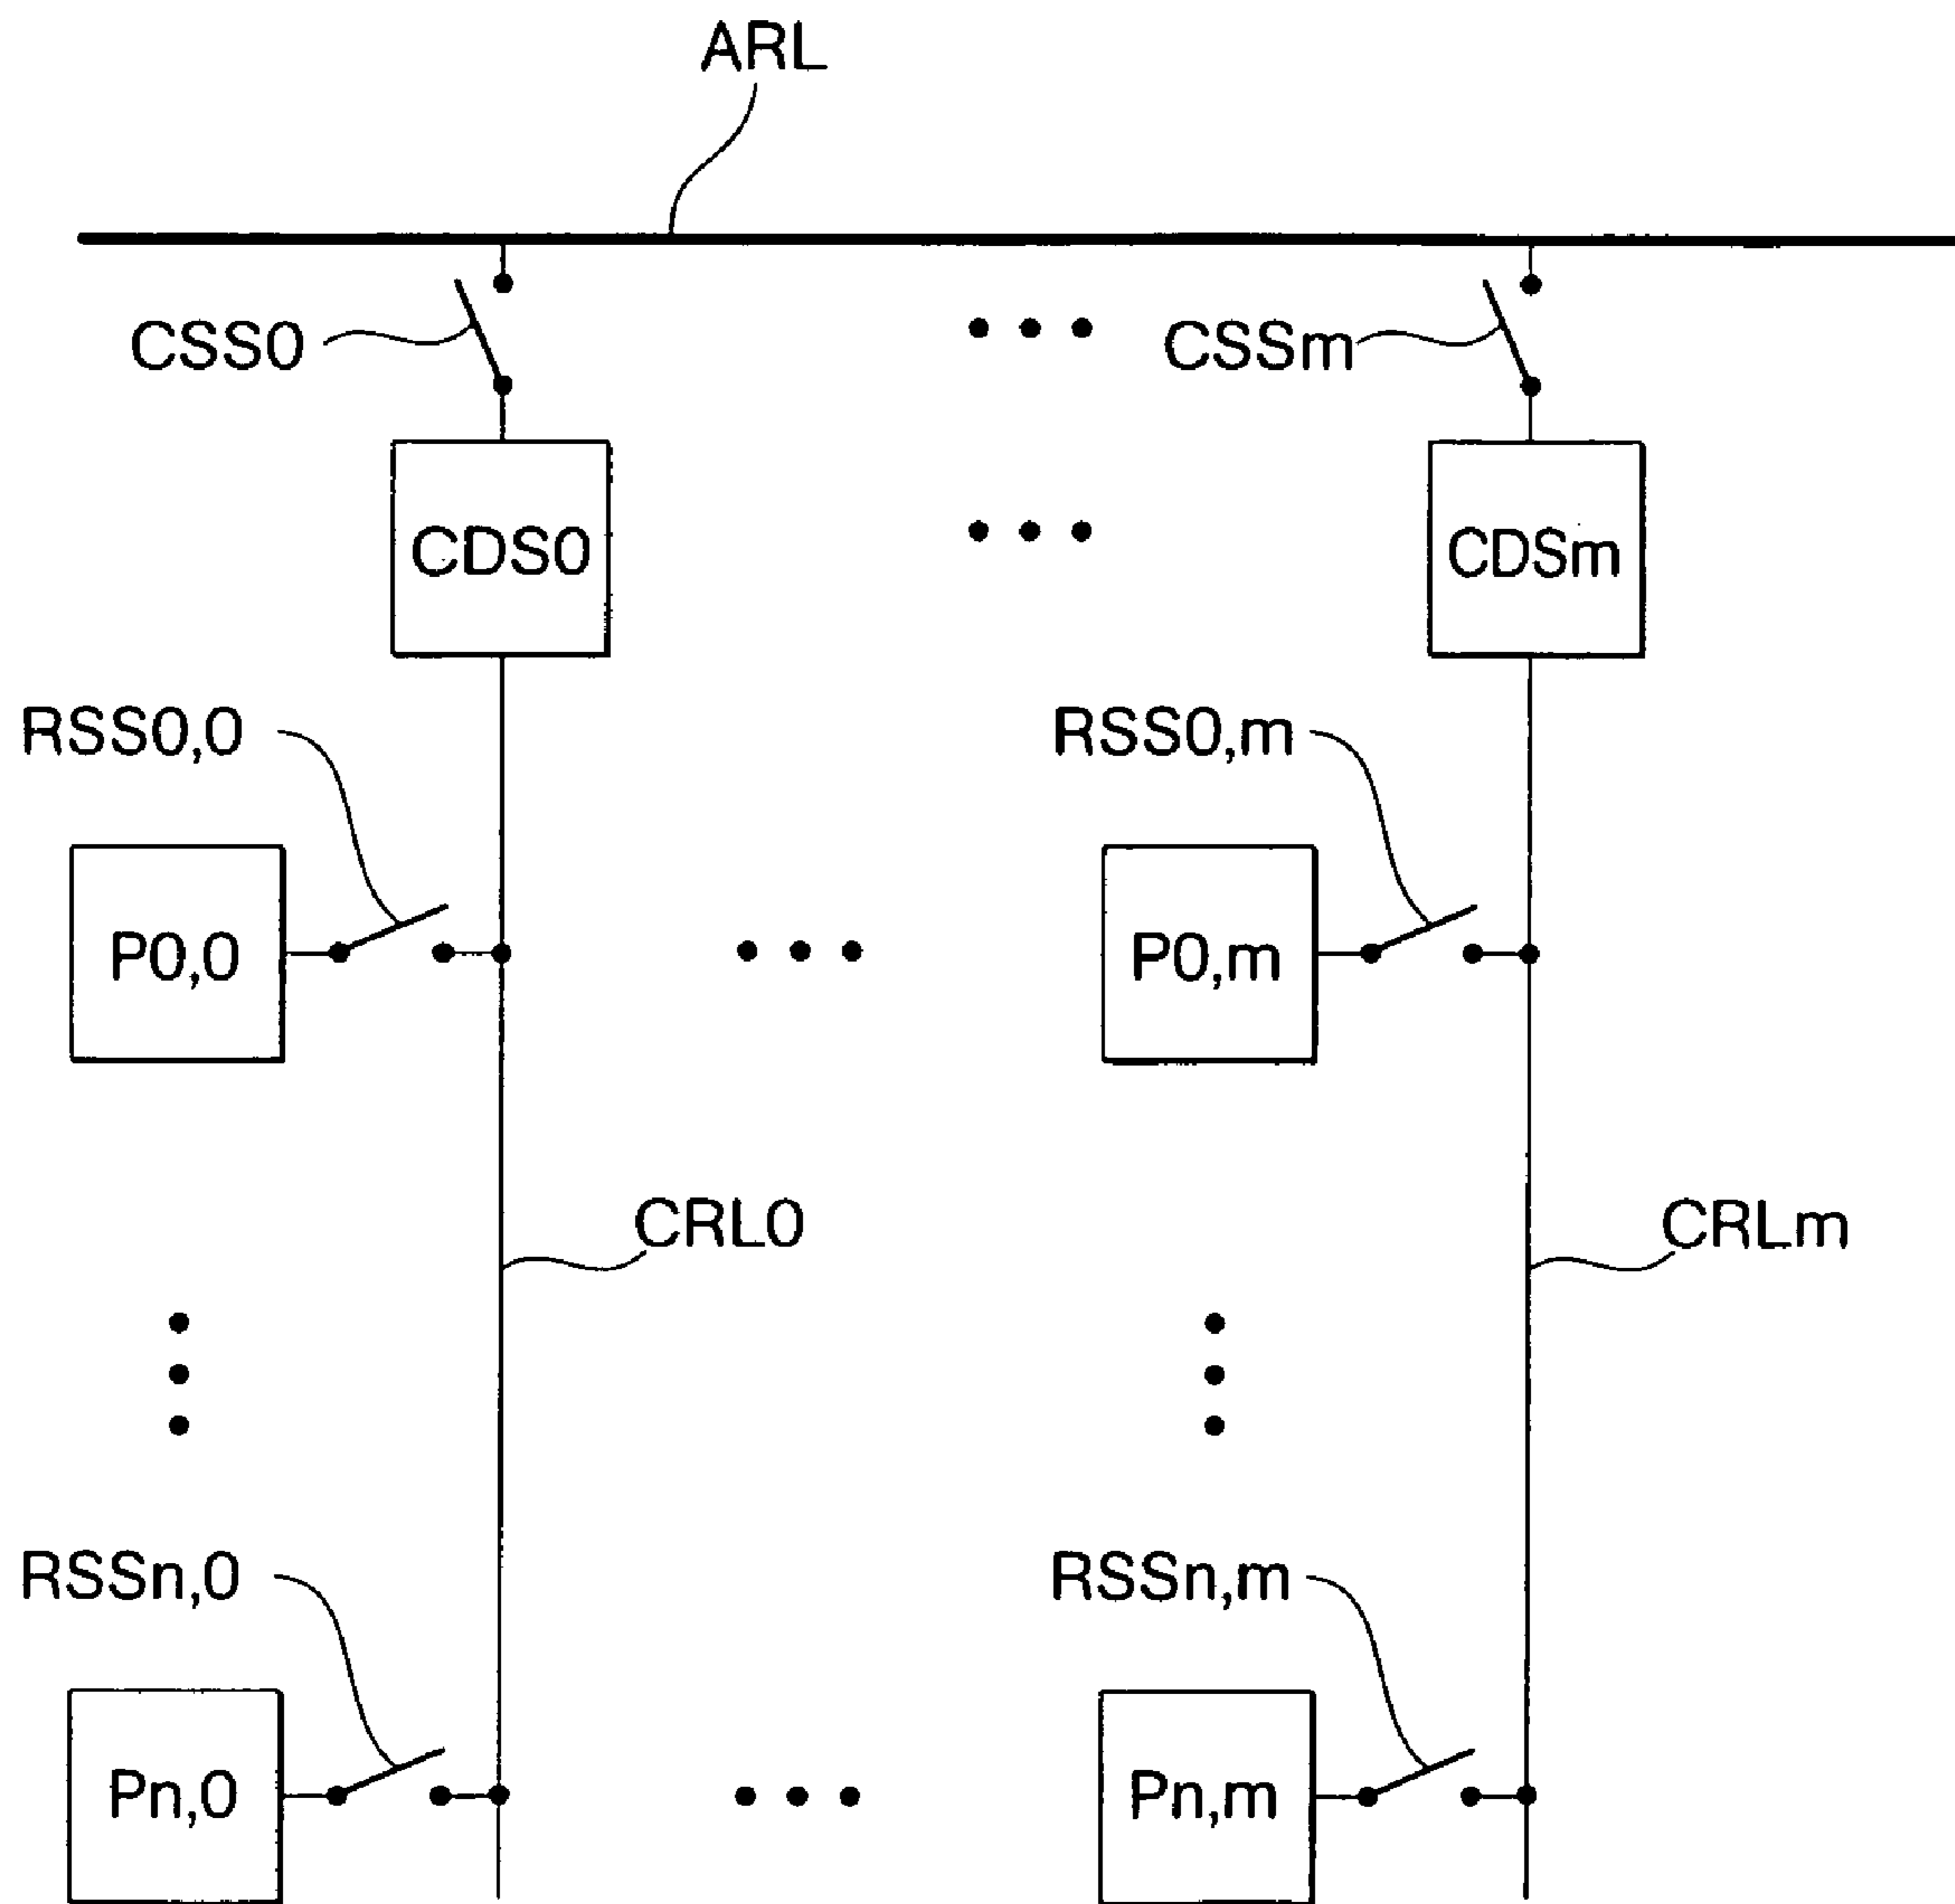 ARL
CSS0
CSSm
CDS0
CDSm
RSS0,0
RSS0,m
P0,0
P0,m
CRL0
CRLm
RSSn,0
RSSn,m
Pn,0
Pn,m